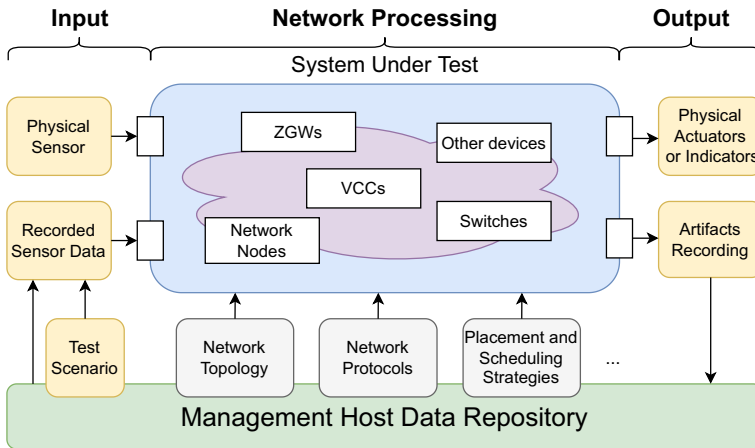 Input
Network Processing
Output
System Under Test
Physical
Sensor
ZGWs
Other devices
Physical
Actuators
or Indicators
VCCs
Recorded
Sensor Data
Network
Nodes
Switches
Artifacts
Recording
Test
Scenario
Network
Topology
Network
Protocols
Placement and
Scheduling
Strategies
...
Management Host Data Repository